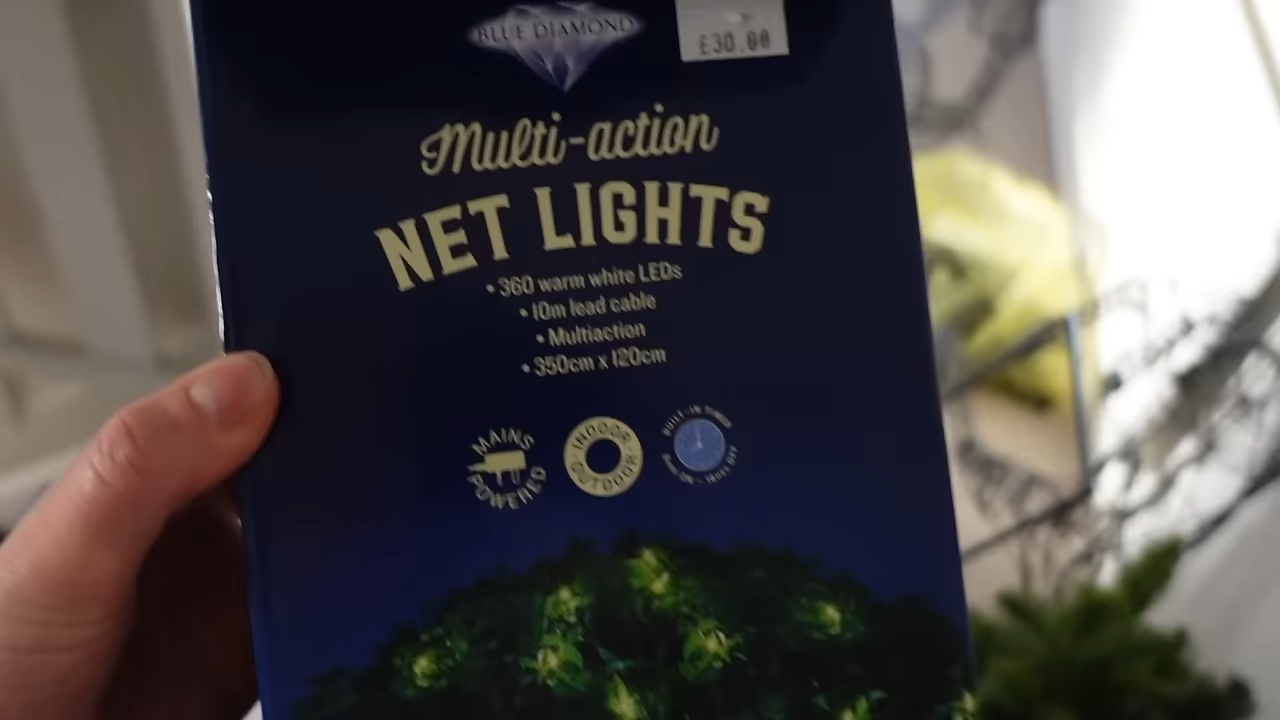 BLUE DIAMOND
£30.00
Multi-action
NET LIGHTS
• 360 warm white LEDs
• 10m lead cable
• Multiaction
• 350cm x 120cm
MAINS
POWERED
INDOOR
OUTDOOR
BUILT-IN TIMER